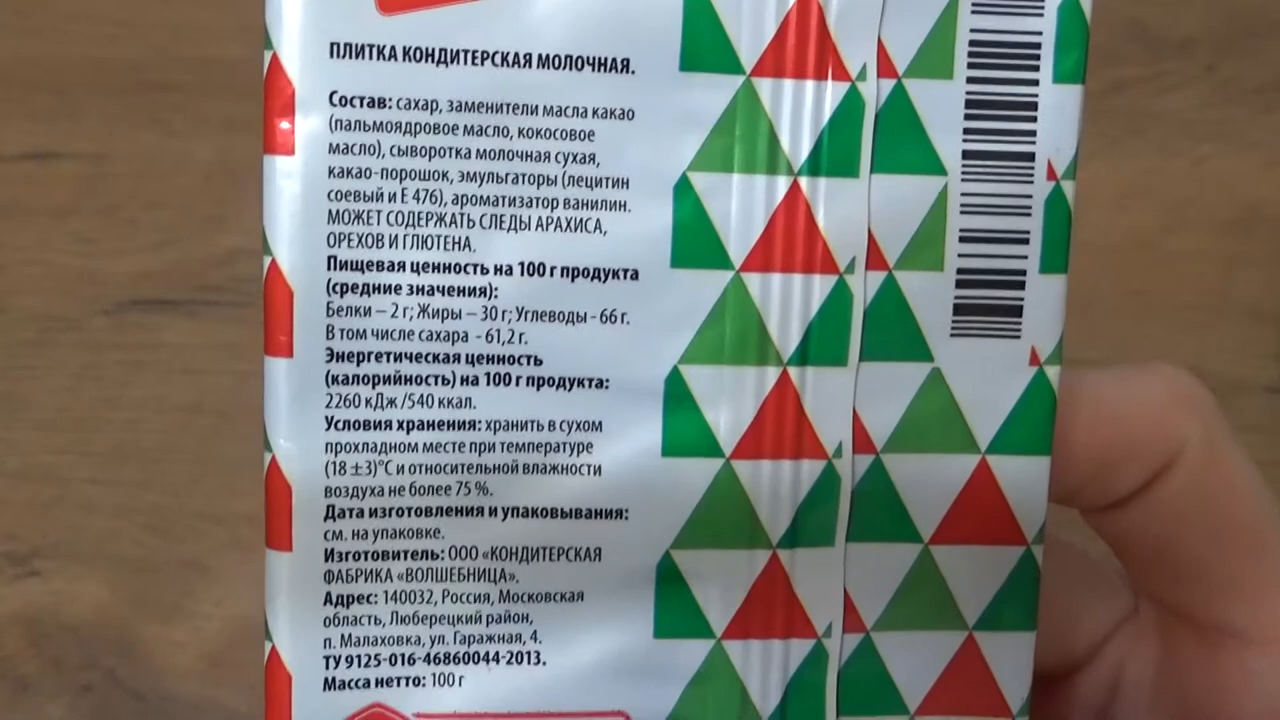 ПЛИТКА КОНДИТЕРСКАЯ МОЛОЧНАЯ.
Состав: сахар, заменители масла какао
(пальмоядровое масло, кокосовое
масло), сыворотка молочная сухая,
какао-порошок, эмульгаторы (лецитин
соевый и Е 476), ароматизатор ванилин.
МОЖЕТ СОДЕРЖАТЬ СЛЕДЫ АРАХИСА,
ОРЕХОВ И ГЛЮТЕНА.
Пищевая ценность на 100 г продукта
(средние значения):
Белки – 2 г; Жиры – 30 г; Углеводы - 66 г.
В том числе сахара - 61,2 г.
Энергетическая ценность
(калорийность) на 100 г продукта:
2260 кДж /540 ккал.
Условия хранения: хранить в сухом
прохладном месте при температуре
(18 ±3)°С и относительной влажности
воздуха не более 75 %.
Дата изготовления и упаковывания:
см. на упаковке.
Изготовитель: ООО «КОНДИТЕРСКАЯ
ФАБРИКА «ВОЛШЕБНИЦА».
Адрес: 140032, Россия, Московская
область, Люберецкий район,
п. Малаховка, ул. Гаражная, 4.
ТУ 9125-016-46860044-2013.
Масса нетто: 100 г